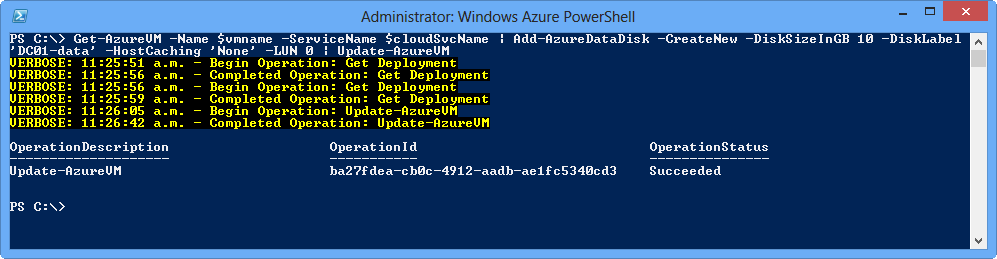 Administrator: Windows Azure PowerShell
PS C:\> Get-AzureVM -Name $vmname -ServiceName $cloudSvcName | Add-AzureDataDisk -CreateNew -DiskSizeInGB 10 -DiskLabel
'DC01-data' -HostCaching 'None' -LUN 0 | Update-AzureVM
VERBOSE: 11:25:51 a.m. - Begin Operation: Get Deployment
VERBOSE: 11:25:56 a.m. - Completed Operation: Get Deployment
VERBOSE: 11:25:56 a.m. - Begin Operation: Get Deployment
VERBOSE: 11:25:59 a.m. - Completed Operation: Get Deployment
VERBOSE: 11:26:05 a.m. - Begin Operation: Update-AzureVM
VERBOSE: 11:26:42 a.m. - Completed Operation: Update-AzureVM
OperationDescription OperationId OperationStatus
-------------------- ----------- ---------------
Update-AzureVM ba27fdea-cb0c-4912-aadb-ae1fc5340cd3 Succeeded
PS C:\>